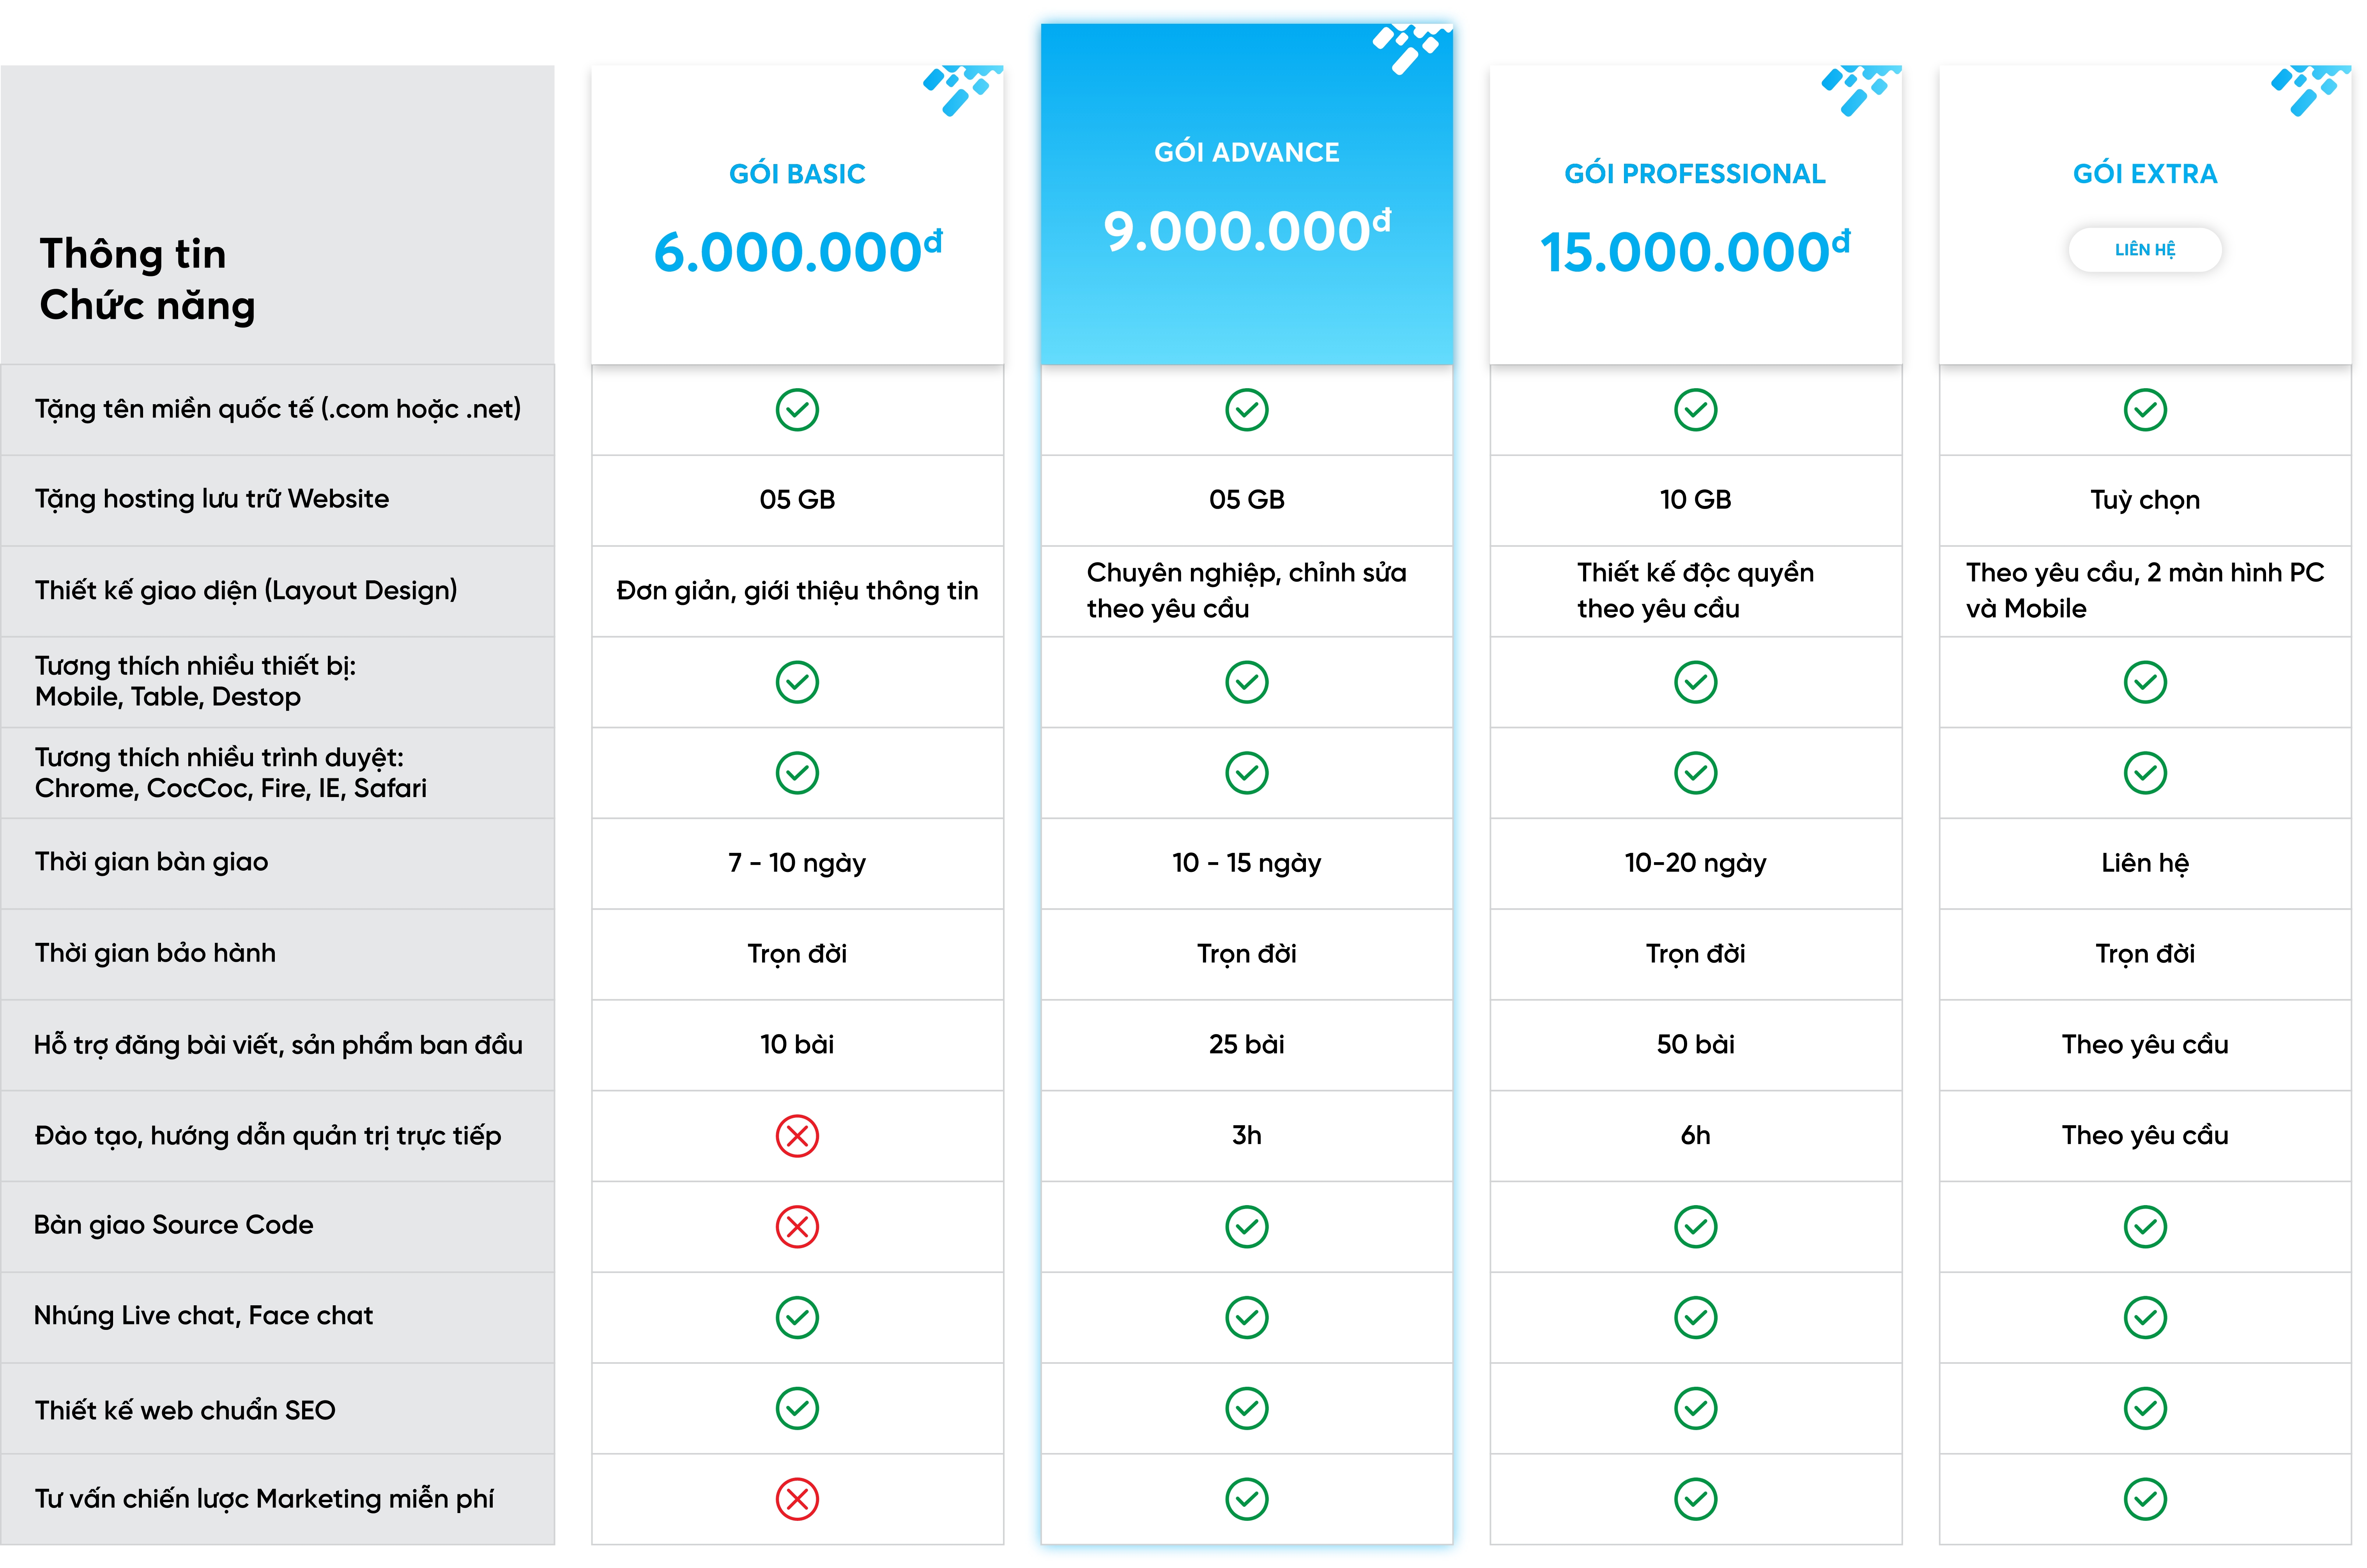 GÓI ADVANCE
9.000.000đ
GÓI BASIC
6.000.000đ
GÓI PROFESSIONAL
15.000.000đ
GÓI EXTRA
LIÊN HỆ
Thông tin
Chức năng
Tặng tên miền quốc tế (.com hoặc .net)
Tặng hosting lưu trữ Website
05 GB
05 GB
10 GB
Tuỳ chọn
Thiết kế giao diện (Layout Design)
Đơn giản, giới thiệu thông tin
Chuyên nghiệp, chỉnh sửa
theo yêu cầu
Thiết kế độc quyền
theo yêu cầu
Theo yêu cầu, 2 màn hình PC
và Mobile
Tương thích nhiều thiết bị:
Mobile, Table, Destop
Tương thích nhiều trình duyệt:
Chrome, CocCoc, Fire, IE, Safari
Thời gian bàn giao
7 - 10 ngày
10 - 15 ngày
10-20 ngày
Liên hệ
Thời gian bảo hành
Trọn đời
Trọn đời
Trọn đời
Trọn đời
Hỗ trợ đăng bài viết, sản phẩm ban đầu
10 bài
25 bài
50 bài
Theo yêu cầu
Đào tạo, hướng dẫn quản trị trực tiếp
3h
6h
Theo yêu cầu
Bàn giao Source Code
Nhúng Live chat, Face chat
Thiết kế web chuẩn SEO
Tư vấn chiến lược Marketing miễn phí